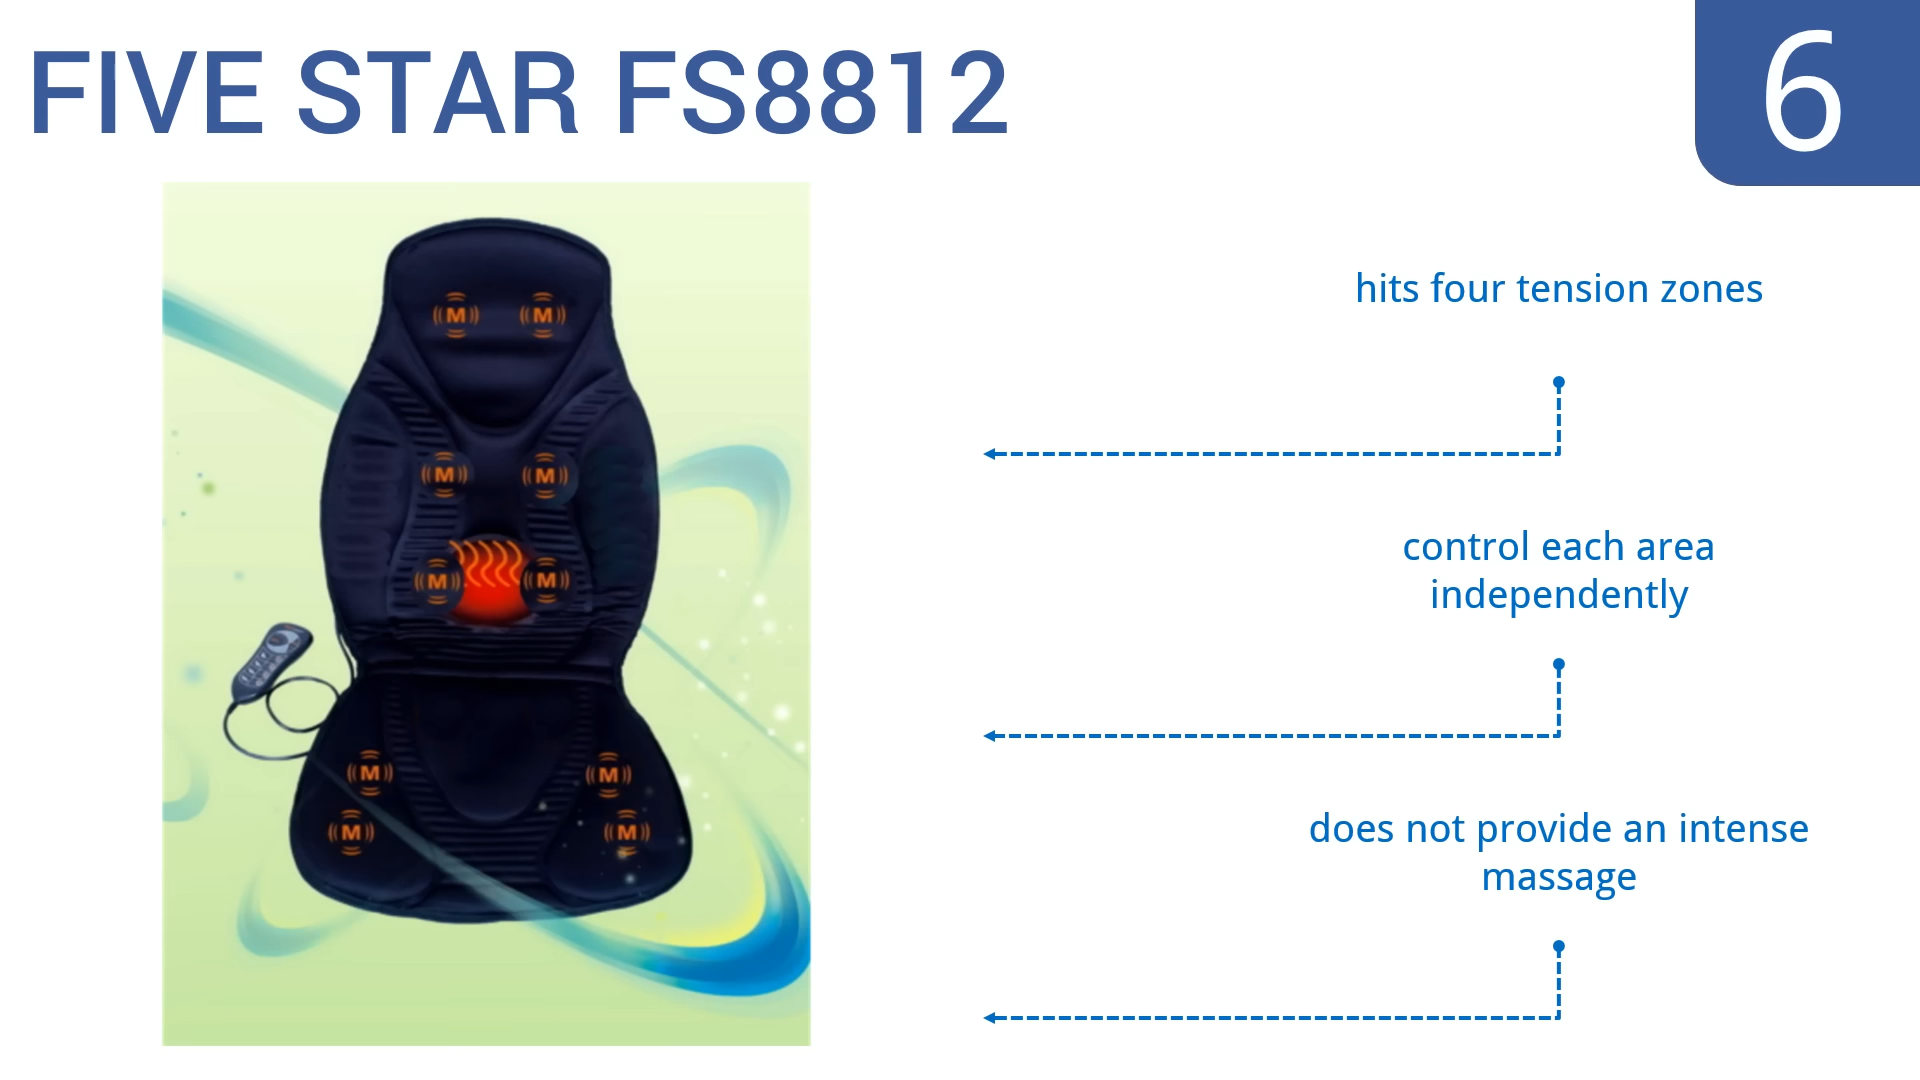 FIVE STAR FS8812
6
hits four tension zones
control each area
independently
does not provide an intense
massage
M M
M M
M M
M M
M M